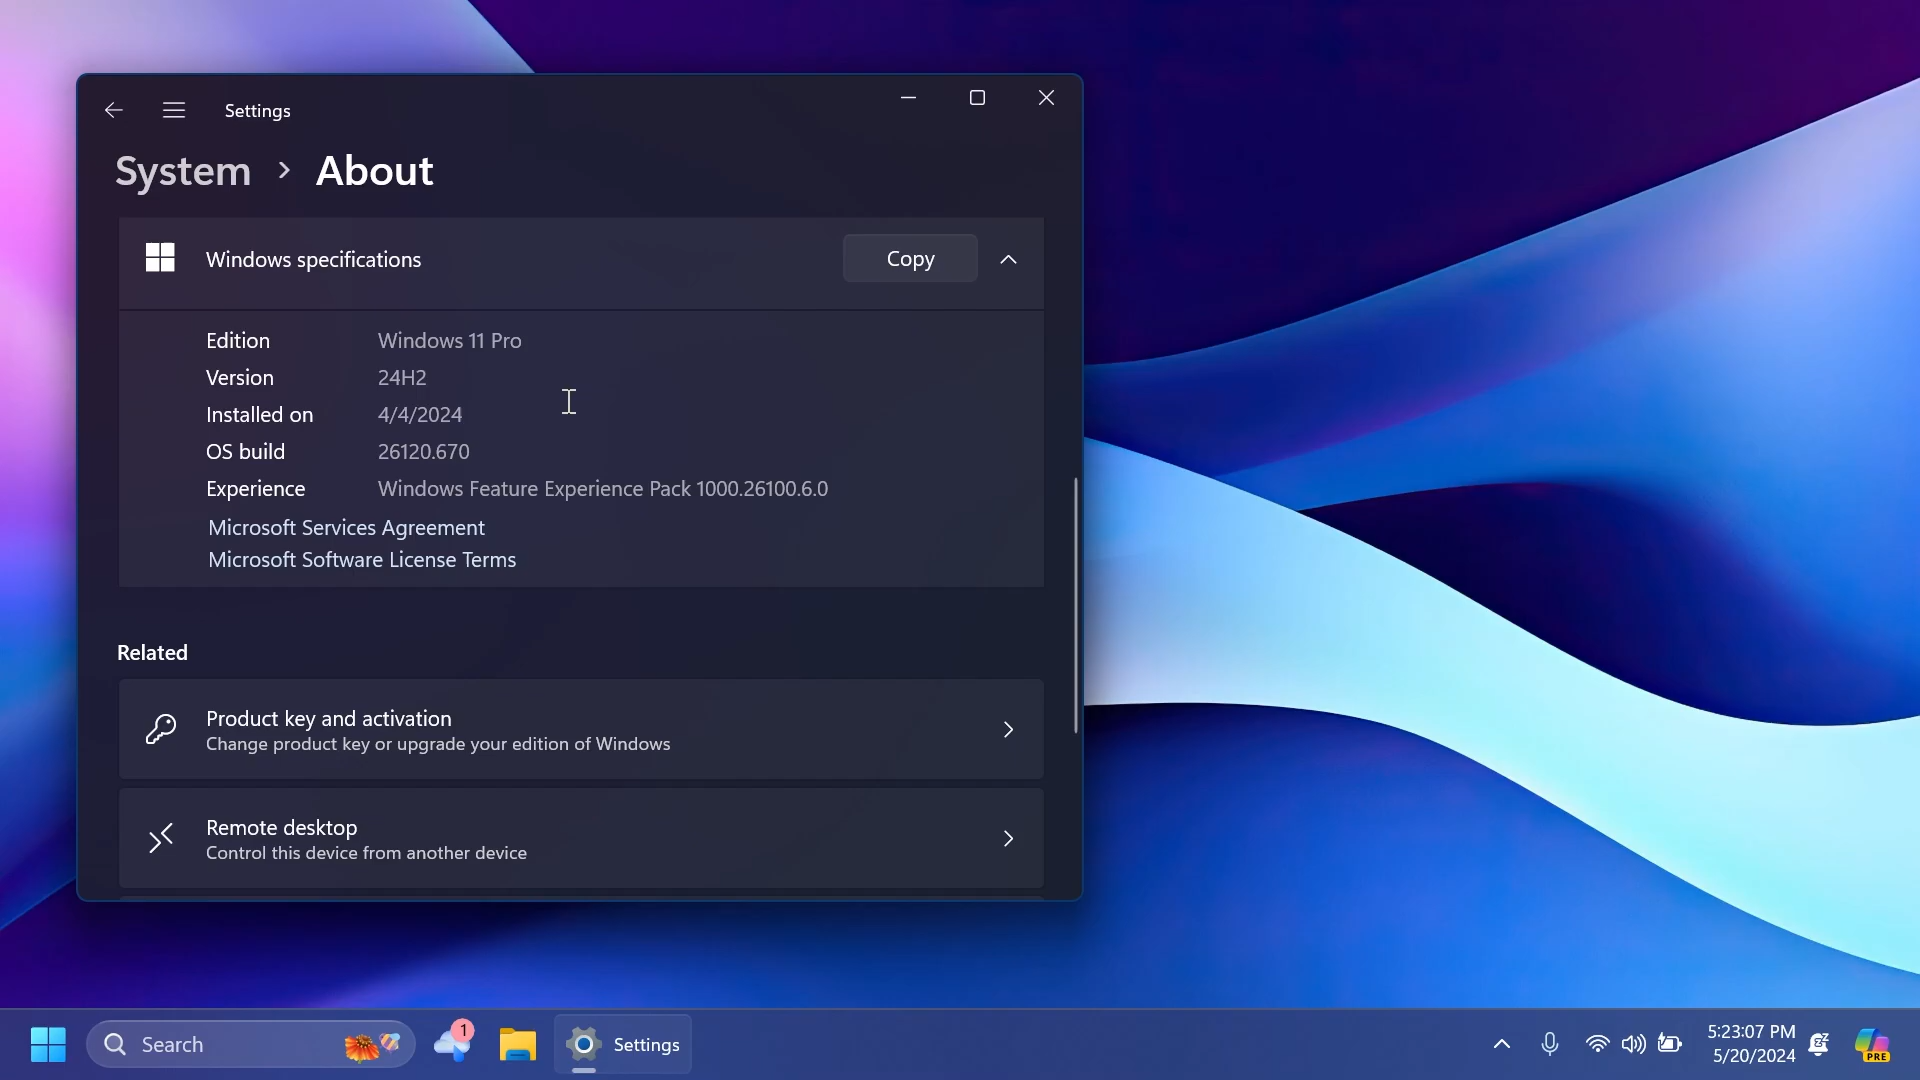 Settings
System > About
Windows specifications
Copy
Edition Windows 11 Pro
Version 24H2
Installed on 4/4/2024
OS build 26120.670
Experience Windows Feature Experience Pack 1000.26100.6.0
Microsoft Services Agreement
Microsoft Software License Terms
Related
Product key and activation
Change product key or upgrade your edition of Windows
Remote desktop
Control this device from another device
Search
1
Settings
5:23:07 PM
5/20/2024
PRE